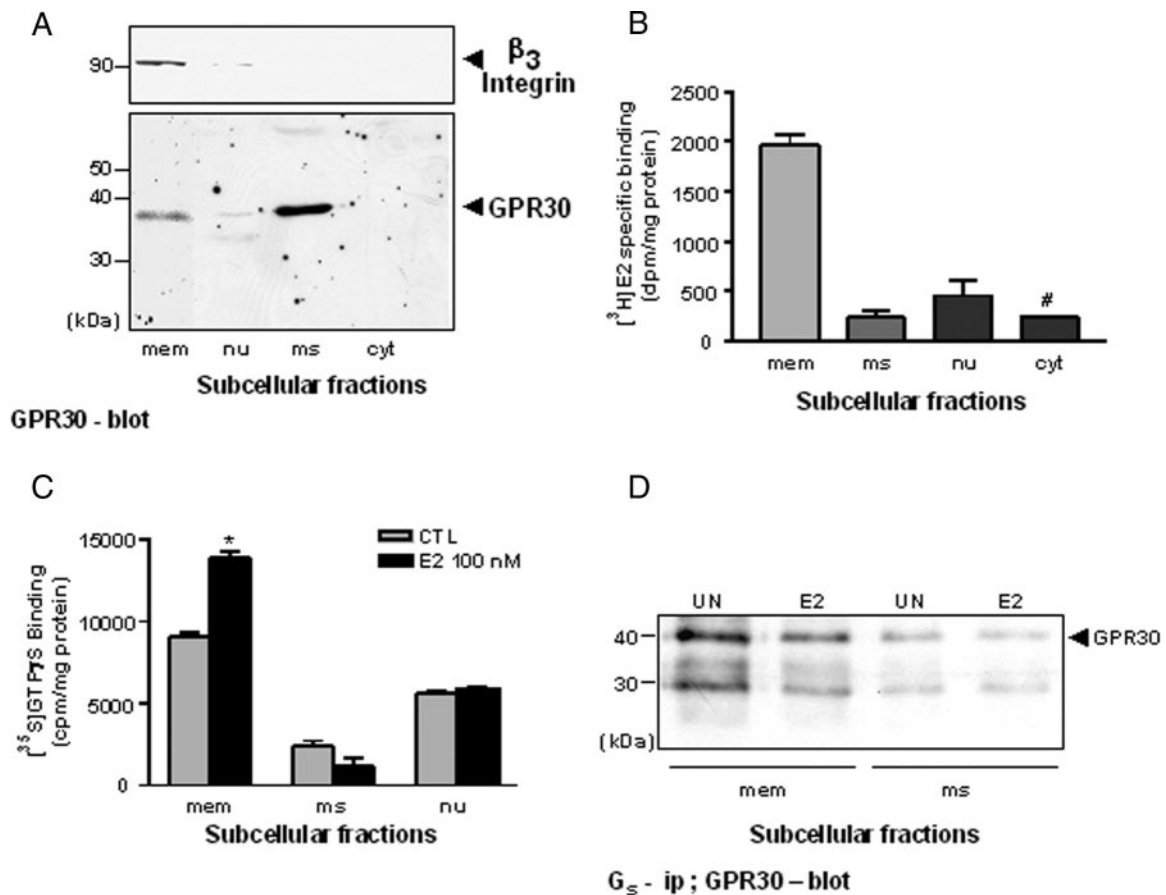 A
90
β3
Integrin
50
40
30
(kDa)
GPR30
mem nu ms cyt
Subcellular fractions
GPR30 - blot
B
[3H]E2 specific binding
(dpm/mg protein)
2500
2000
1500
1000
500
0
#
mem ms nu cyt
Subcellular fractions
C
[35S]GTPγS Binding
(cpm/mg protein)
15000
10000
5000
0
*
CTL
E2 100 nM
mem ms nu
Subcellular fractions
D
UN E2 UN E2
40
30
(kDa)
GPR30
mem ms
Subcellular fractions
Gs - ip ; GPR30 – blot